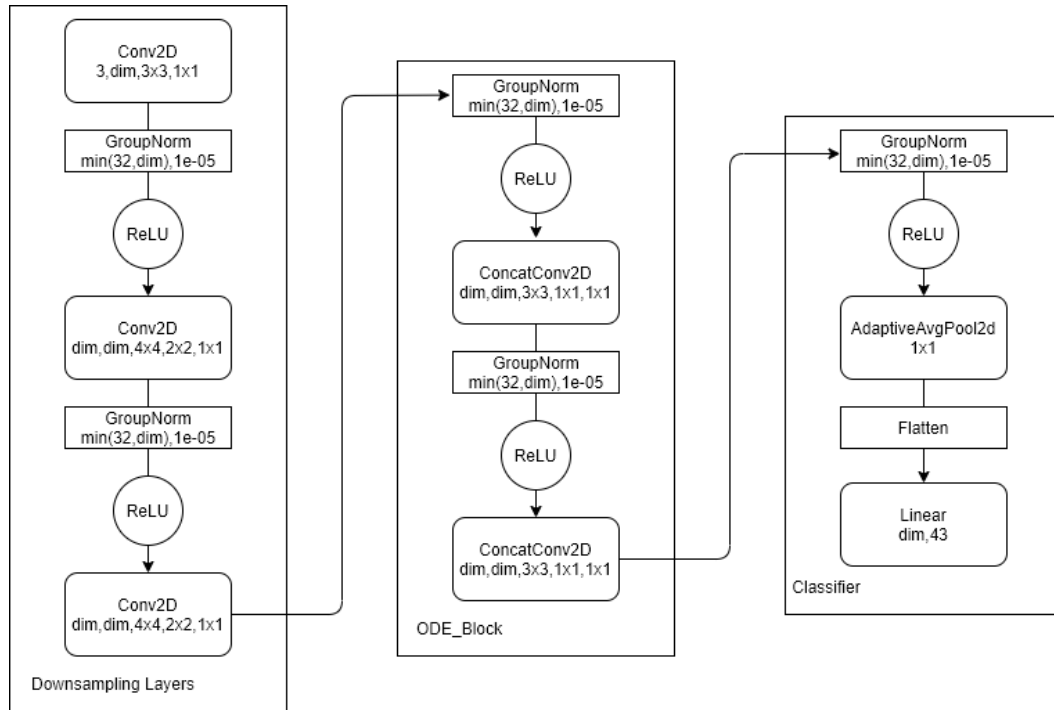 Conv2D
3,dim,3x3,1x1
GroupNorm
min(32,dim),1e-05
ReLU
Conv2D
dim,dim,4x4,2x2,1x1
GroupNorm
min(32,dim),1e-05
ReLU
Conv2D
dim,dim,4x4,2x2,1x1
Downsampling Layers
GroupNorm
min(32,dim),1e-05
ReLU
ConcatConv2D
dim,dim,3x3,1x1,1x1
GroupNorm
min(32,dim),1e-05
ReLU
ConcatConv2D
dim,dim,3x3,1x1,1x1
ODE_Block
GroupNorm
min(32,dim),1e-05
ReLU
AdaptiveAvgPool2d
1x1
Flatten
Linear
dim,43
Classifier